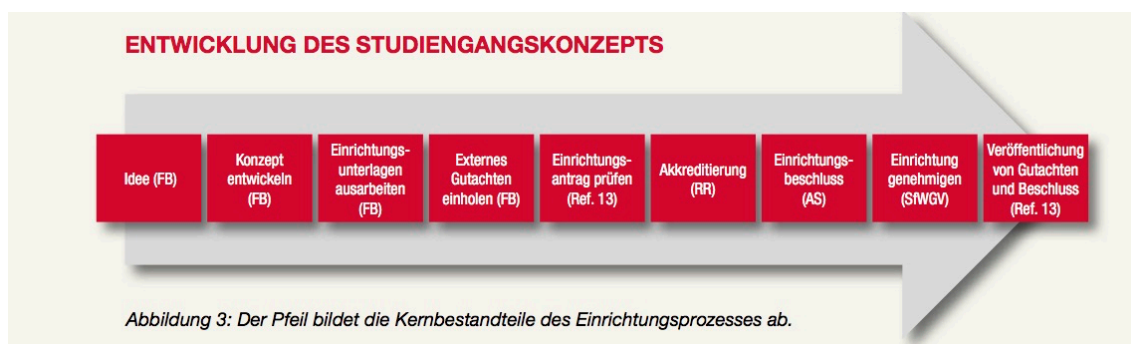 ENTWICKLUNG DES STUDIENGANGSKONZEPTS
Idee (FB)
Konzept
entwickeln
(FB)
Einrichtungs-
unterlagen
ausarbeiten
(FB)
Externes
Gutachten
einholen (FB)
Einrichtungs-
antrag prüfen
(Ref. 13)
Akkreditierung
(RR)
Einrichtungs-
beschluss
(AS)
Einrichtung
genehmigen
(SfWGV)
Veröffentlichung
von Gutachten
und Beschluss
(Ref. 13)
Abbildung 3: Der Pfeil bildet die Kernbestandteile des Einrichtungsprozesses ab.